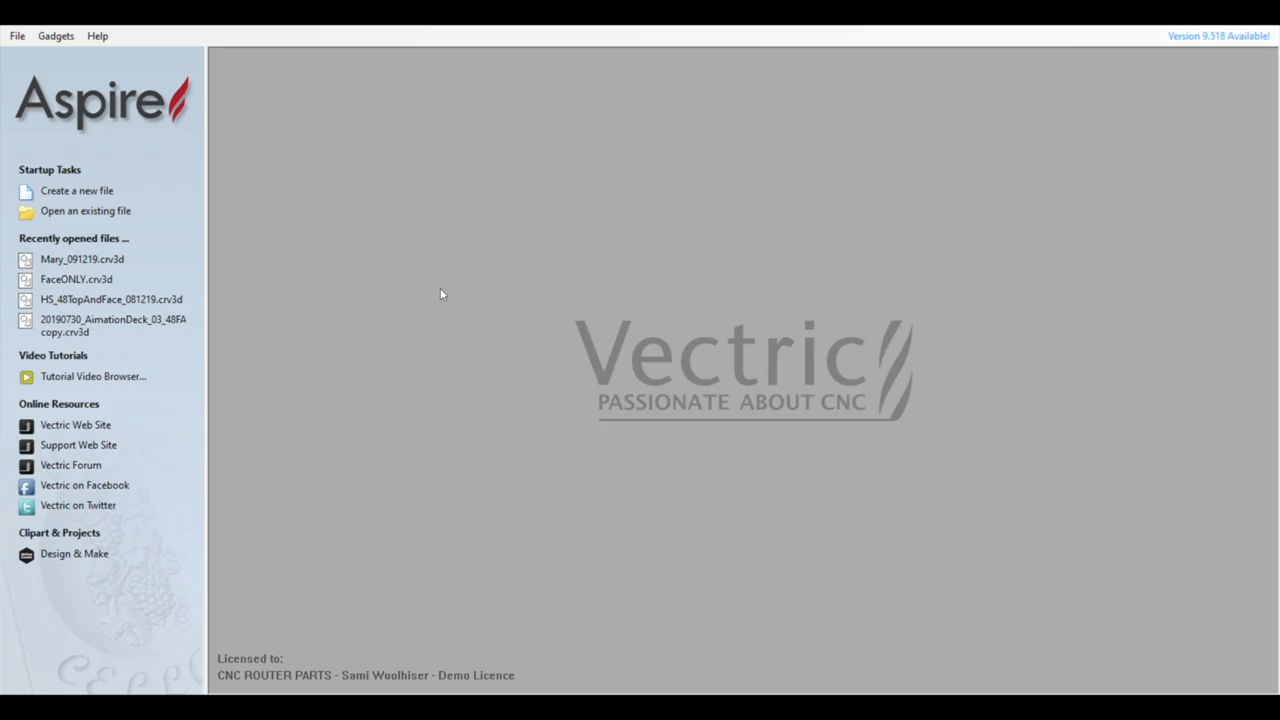 File Gadgets Help
Version 9.518 Available!
Aspire
Startup Tasks
Create a new file
Open an existing file
Recently opened files ...
Mary_091219.crv3d
FaceONLY.crv3d
HS_48TopAndFace_081219.crv3d
20190730_AimationDeck_03_48FA
copy.crv3d
Video Tutorials
Tutorial Video Browser...
Online Resources
Vectric Web Site
Support Web Site
Vectric Forum
Vectric on Facebook
Vectric on Twitter
Clipart & Projects
Design & Make
Vectric
PASSIONATE ABOUT CNC
Licensed to:
CNC ROUTER PARTS - Sami Woolhiser - Demo Licence